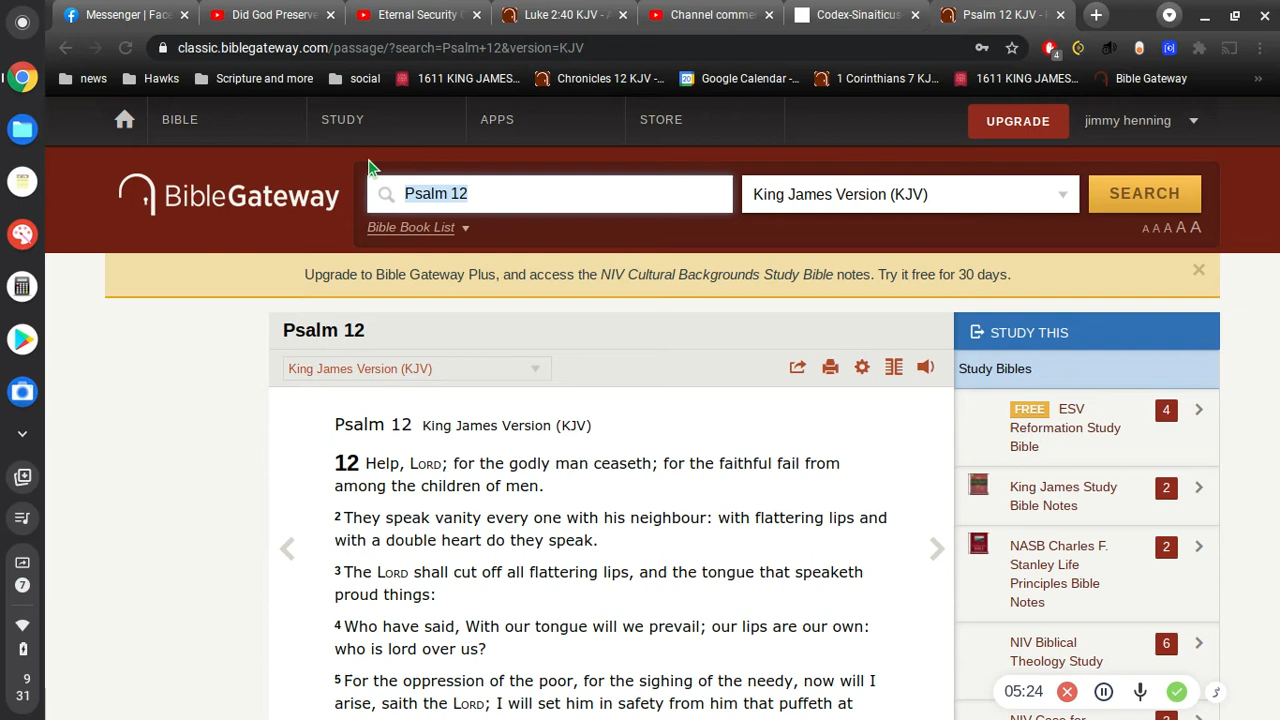 Messenger | Fac
Did God Preserve
Eternal Security
Luke 2:40 KJV - A
Channel comme
Codex-Sinaiticus
Psalm 12 KJV -
classic.biblegateway.com/passage/?search=Psalm+12&version=KJV
4
news
Hawks
Scripture and more
social
1611 KING JAMES...
Chronicles 12 KJV -...
20
Google Calendar -...
1 Corinthians 7 KJ...
1611 KING JAMES...
Bible Gateway
»
BIBLE
STUDY
APPS
STORE
UPGRADE
jimmy henning
BibleGateway
Psalm 12
King James Version (KJV)
SEARCH
Bible Book List
A A A A A
Upgrade to Bible Gateway Plus, and access the NIV Cultural Backgrounds Study Bible notes. Try it free for 30 days.
Psalm 12
King James Version (KJV)
Psalm 12 King James Version (KJV)
12 Help, LORD; for the godly man ceaseth; for the faithful fail from
among the children of men.
2 They speak vanity every one with his neighbour: with flattering lips and
with a double heart do they speak.
3 The LORD shall cut off all flattering lips, and the tongue that speaketh
proud things:
4 Who have said, With our tongue will we prevail; our lips are our own:
who is lord over us?
5 For the oppression of the poor, for the sighing of the needy, now will I
arise, saith the LORD; I will set him in safety from him that puffeth at
STUDY THIS
Study Bibles
FREE ESV
Reformation Study
Bible
4
King James Study
Bible Notes
2
NASB Charles F.
Stanley Life
Principles Bible
Notes
2
NIV Biblical
Theology Study
6
05:24
7
9
31